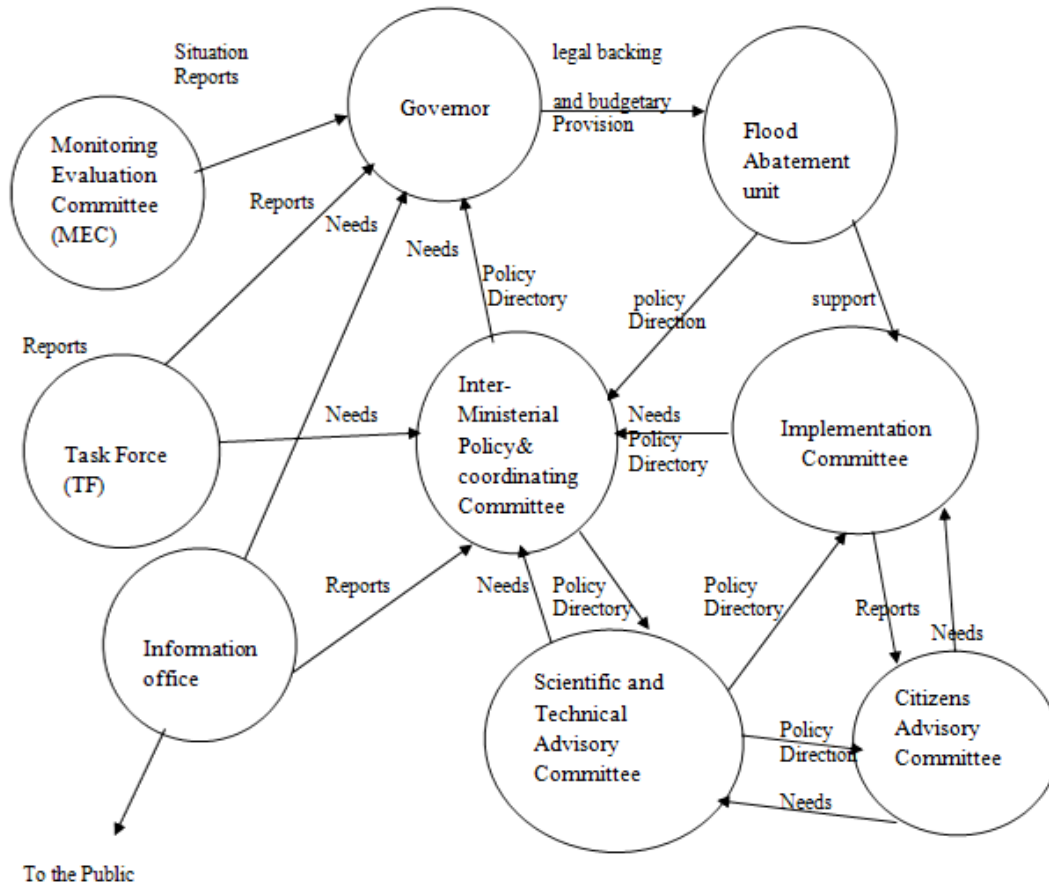 Situation
Reports
legal backing
and budgetary
Provision
Governor
Flood
Abatement
unit
Monitoring
Evaluation
Committee
(MEC)
Reports
Needs
Needs
Policy
Directory
policy
Direction
support
Reports
Inter-
Ministerial
Policy&
coordinating
Committee
Needs
Needs
Policy
Directory
Implementation
Committee
Task Force
(TF)
Reports
Needs
Policy
Directory
Policy
Directory
Reports
Needs
Information
office
Scientific and
Technical
Advisory
Committee
Citizens
Advisory
Committee
Policy
Direction
Needs
To the Public